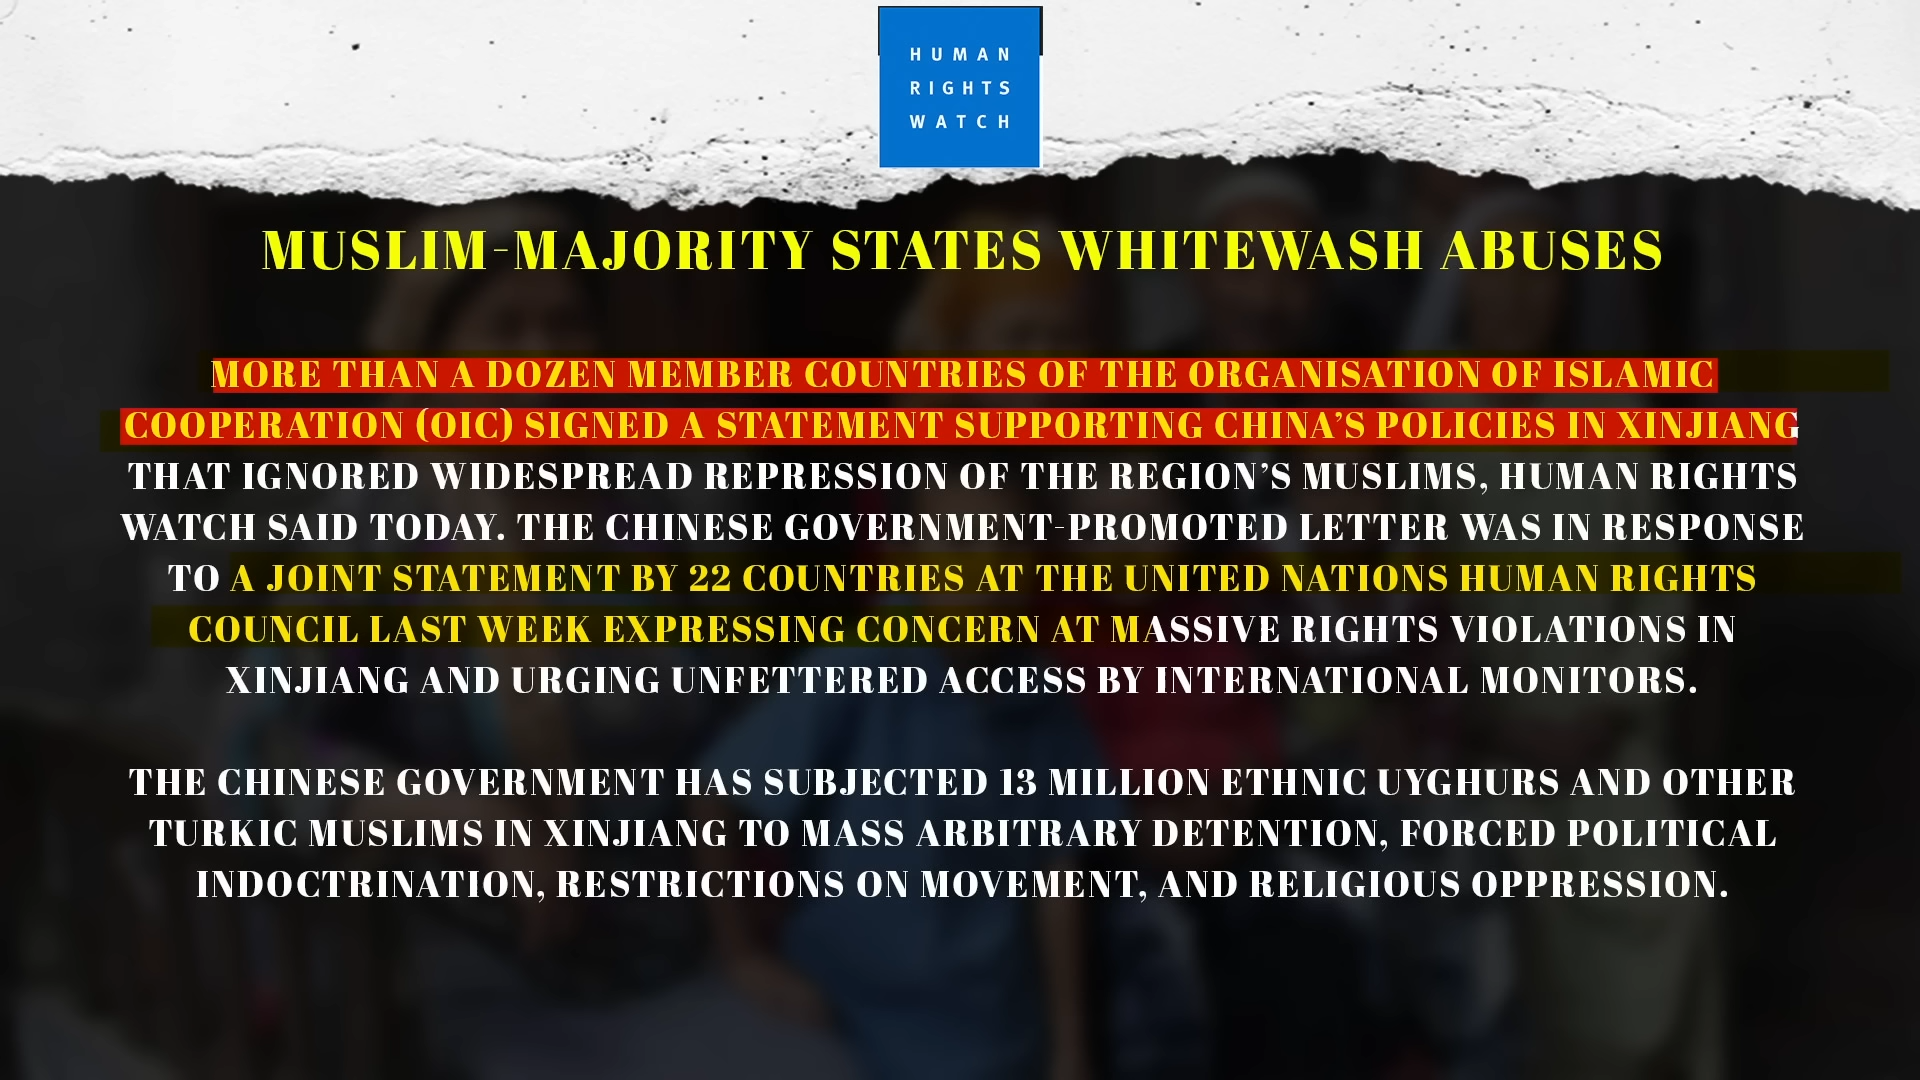 HUMAN
RIGHTS
WATCH
MUSLIM-MAJORITY STATES WHITEWASH ABUSES
MORE THAN A DOZEN MEMBER COUNTRIES OF THE ORGANISATION OF ISLAMIC
COOPERATION (OIC) SIGNED A STATEMENT SUPPORTING CHINA’S POLICIES IN XINJIANG
THAT IGNORED WIDESPREAD REPRESSION OF THE REGION’S MUSLIMS, HUMAN RIGHTS
WATCH SAID TODAY. THE CHINESE GOVERNMENT-PROMOTED LETTER WAS IN RESPONSE
TO A JOINT STATEMENT BY 22 COUNTRIES AT THE UNITED NATIONS HUMAN RIGHTS
COUNCIL LAST WEEK EXPRESSING CONCERN AT MASSIVE RIGHTS VIOLATIONS IN
XINJIANG AND URGING UNFETTERED ACCESS BY INTERNATIONAL MONITORS.
THE CHINESE GOVERNMENT HAS SUBJECTED 13 MILLION ETHNIC UYGHURS AND OTHER
TURKIC MUSLIMS IN XINJIANG TO MASS ARBITRARY DETENTION, FORCED POLITICAL
INDOCTRINATION, RESTRICTIONS ON MOVEMENT, AND RELIGIOUS OPPRESSION.